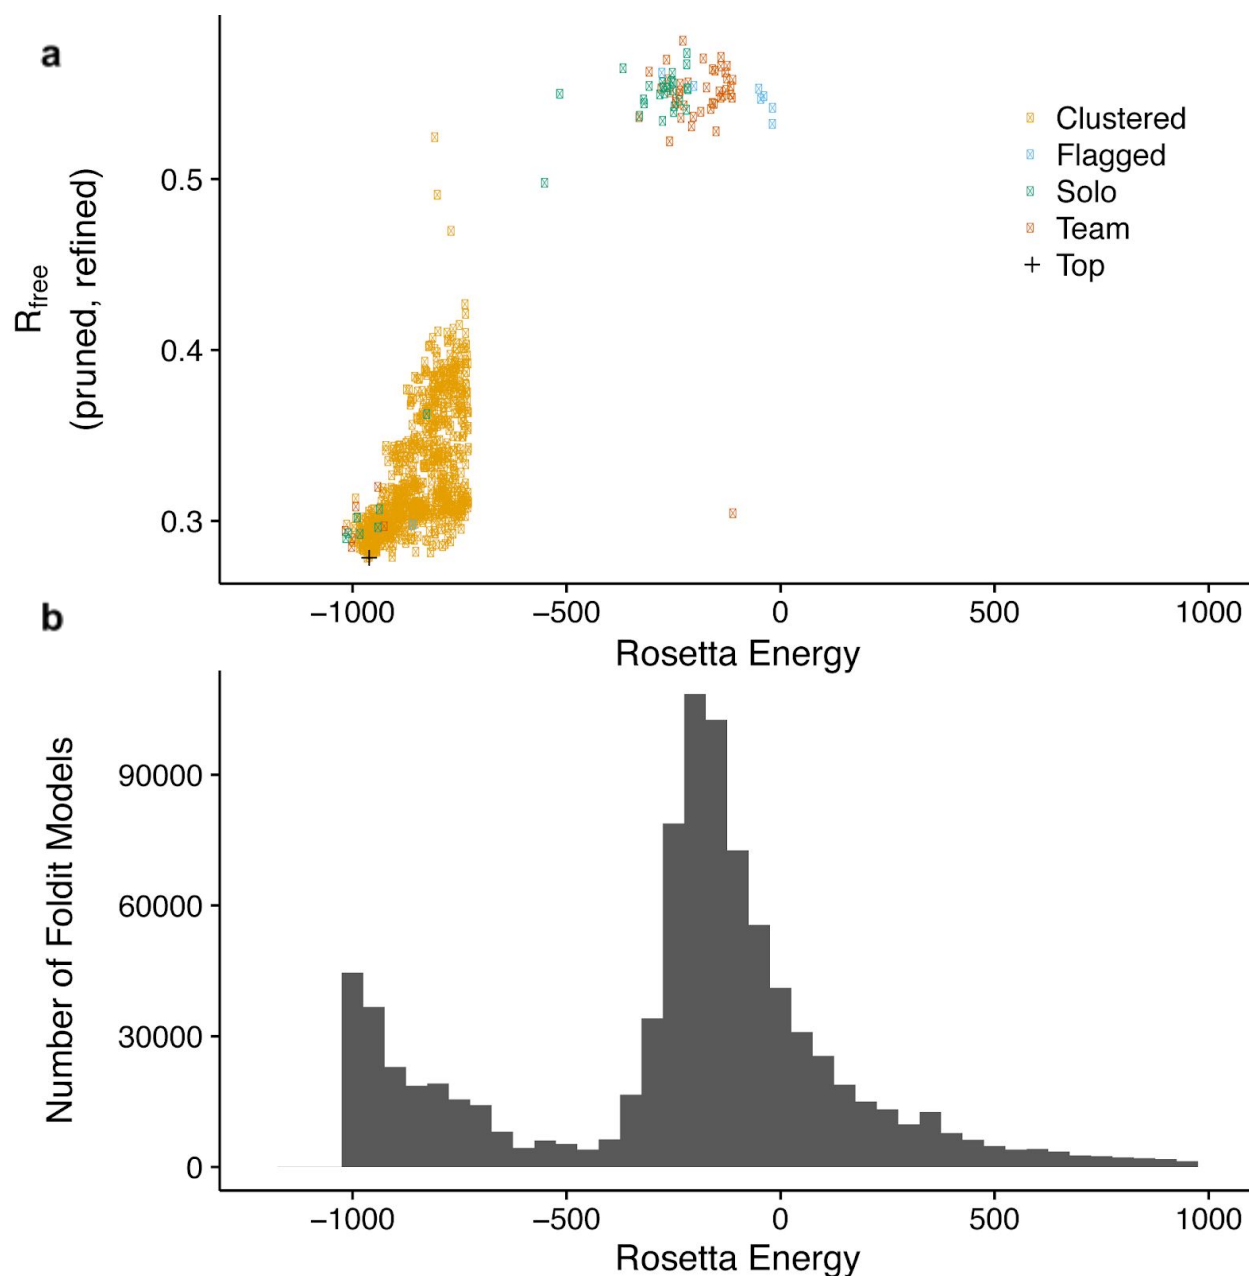 a
R_free
(pruned, refined)
0.5
0.4
0.3
Clustered
Flagged
Solo
Team
Top
−1000
−500
0
500
1000
Rosetta Energy
b
Number of Foldit Models
90000
60000
30000
0
−1000
−500
0
500
1000
Rosetta Energy